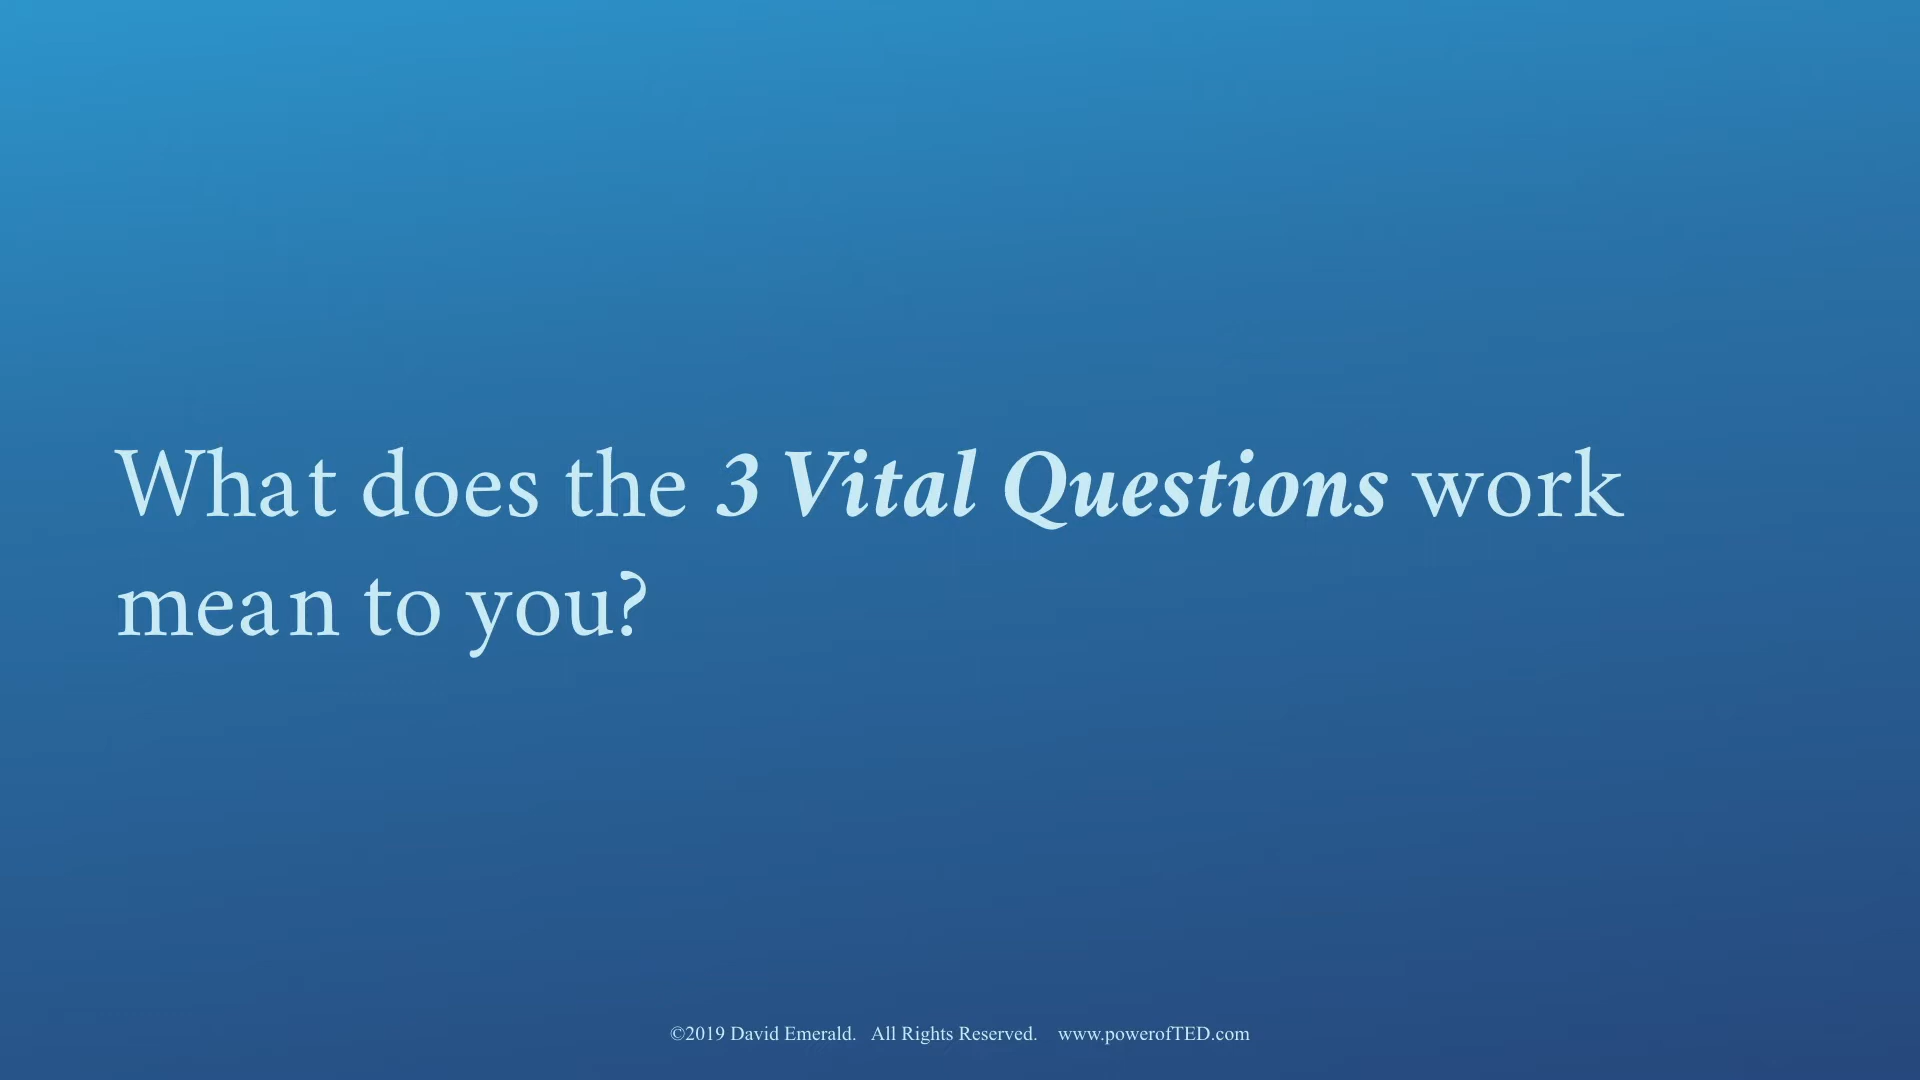 What does the 3 Vital Questions work
mean to you?
©2019 David Emerald. All Rights Reserved. www.powerofTED.com